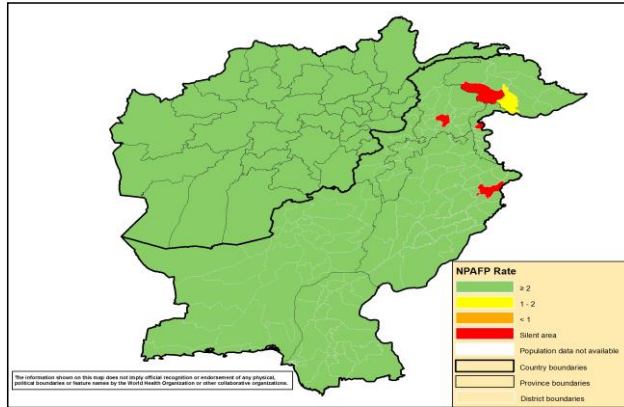 NPAFP Rate
≥ 2
1 - 2
< 1
Silent area
Population data not available
Country boundaries
Province boundaries
District boundaries
The information shown on this map does not imply official recognition or endorsement of any physical,
political boundaries or feature names by the World Health Organization or other collaborative organizations.